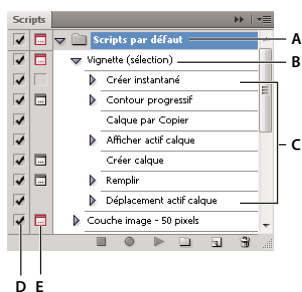 Scripts
Scripts par défaut
A
Vignette (sélection)
B
Créer instantané
Contour progressif
Calque par Copier
C
Afficher actif calque
Créer calque
Remplir
Déplacement actif calque
Couche image - 50 pixels
D E